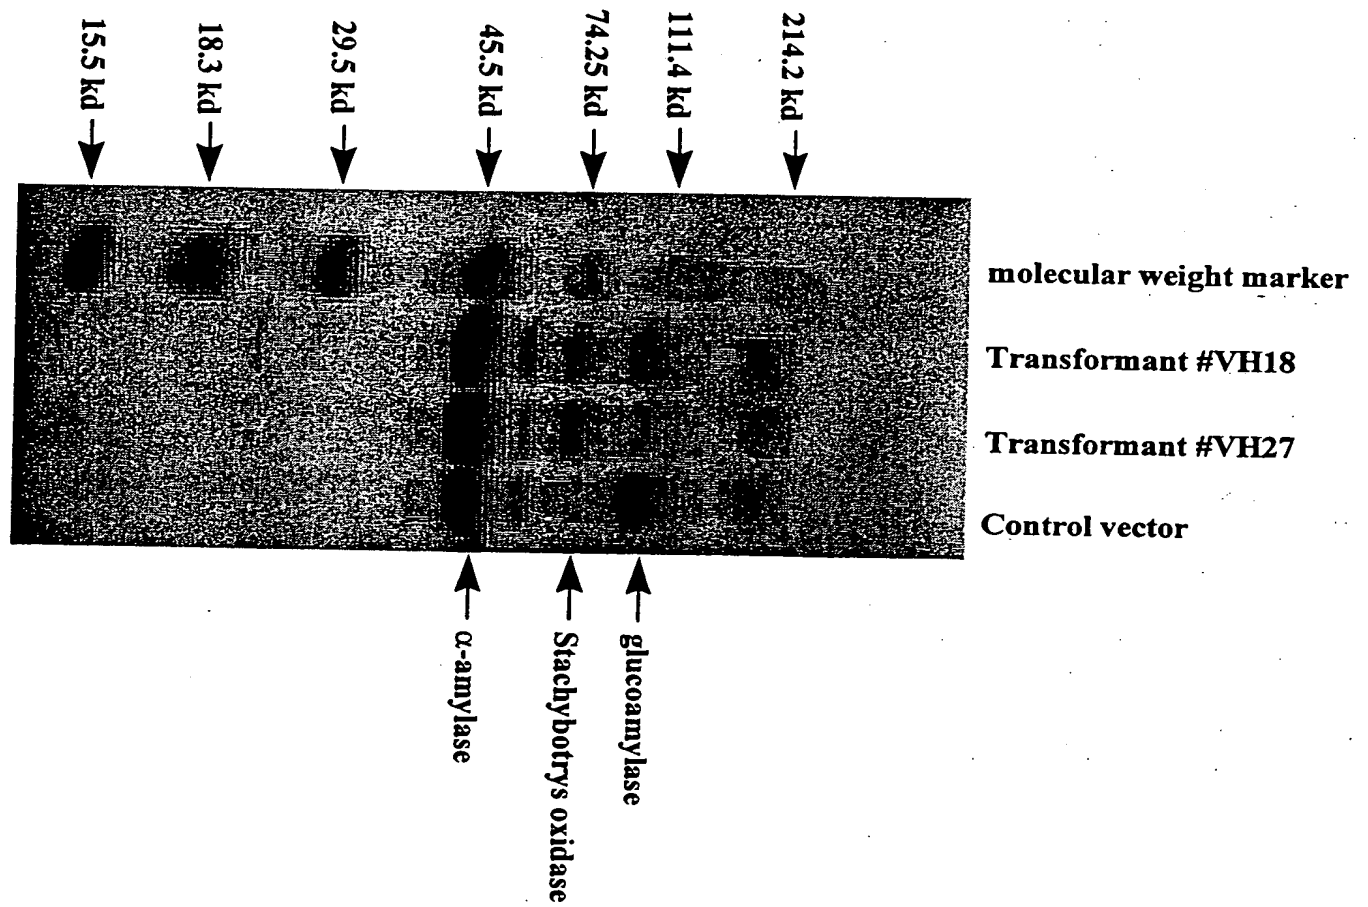 15.5 kd
18.3 kd
29.5 kd
45.5 kd
74.25 kd
111.4 kd
214.2 kd
molecular weight marker
Transformant #VH18
Transformant #VH27
Control vector
α-amylase
Stachybotrys oxidase
glucoamylase